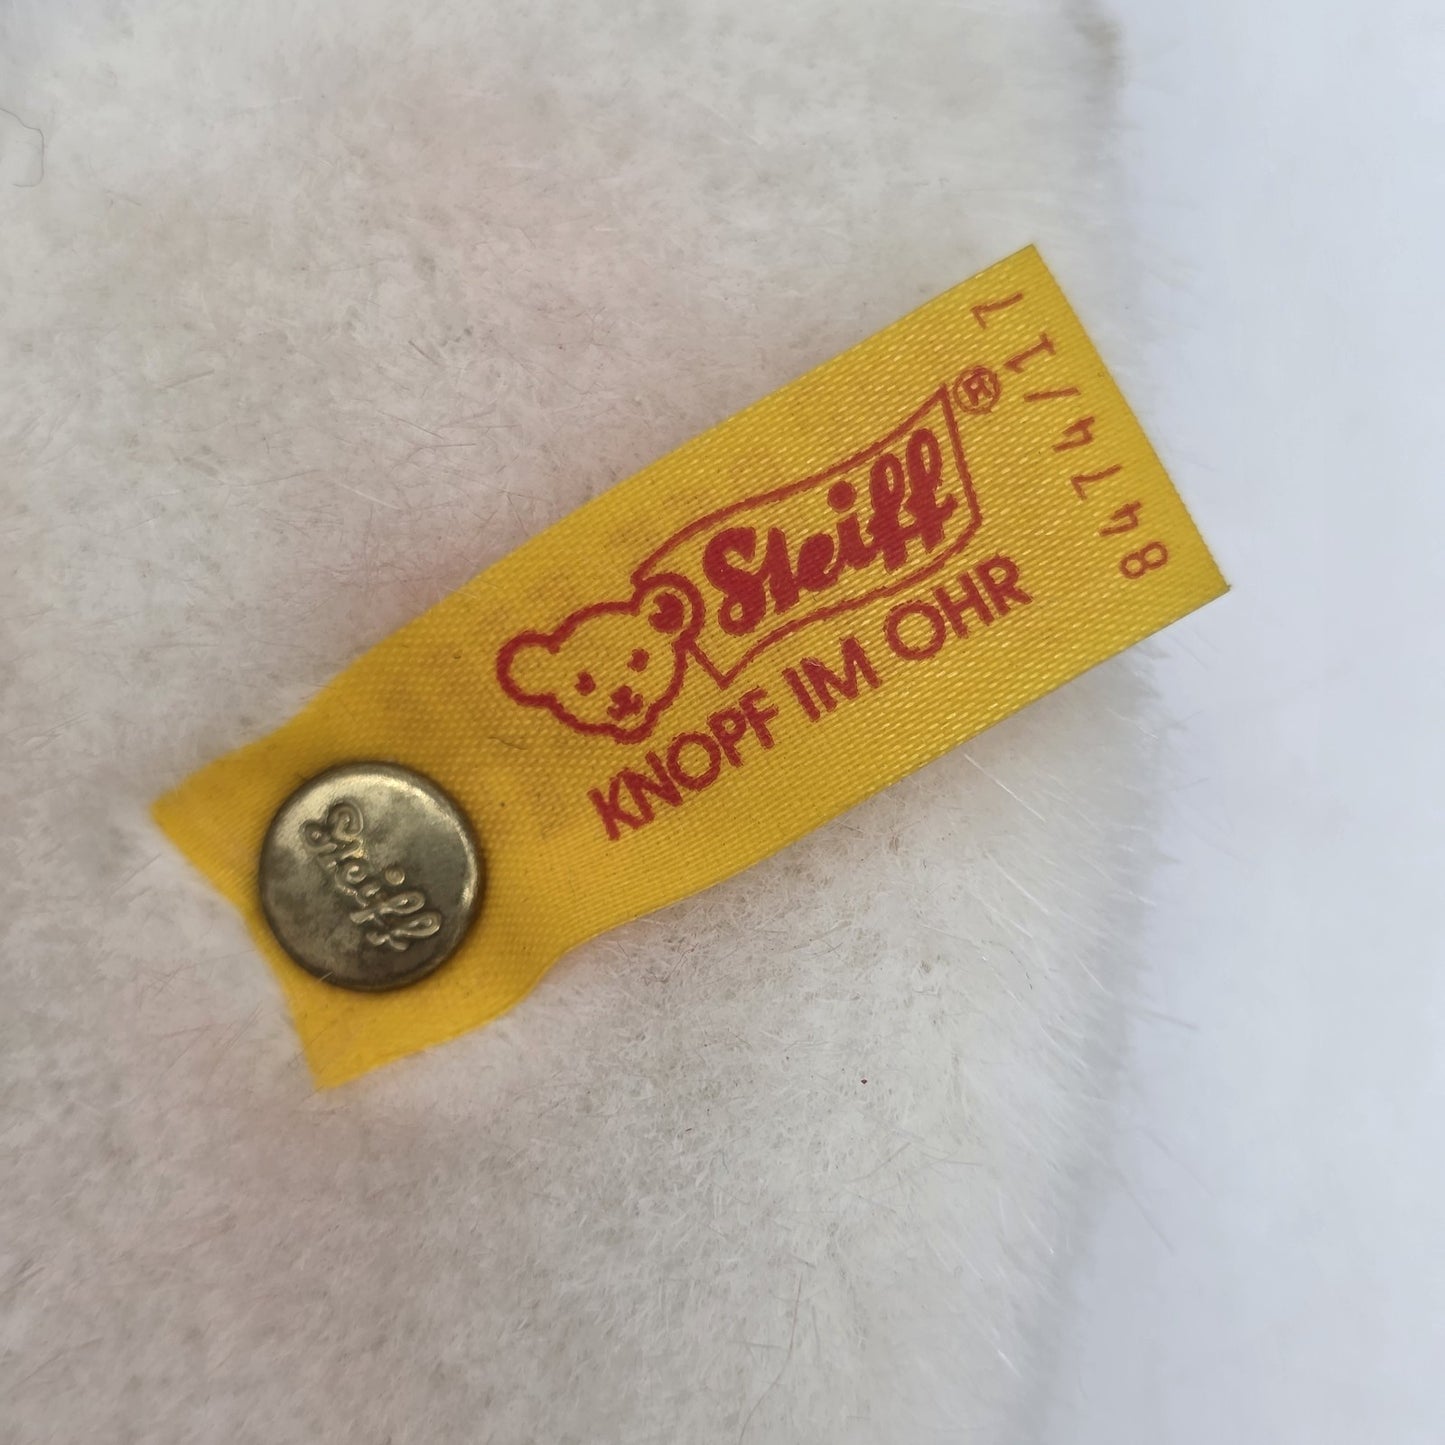 Steiff®
KNOPF IM OHR
8474/17
Steiff